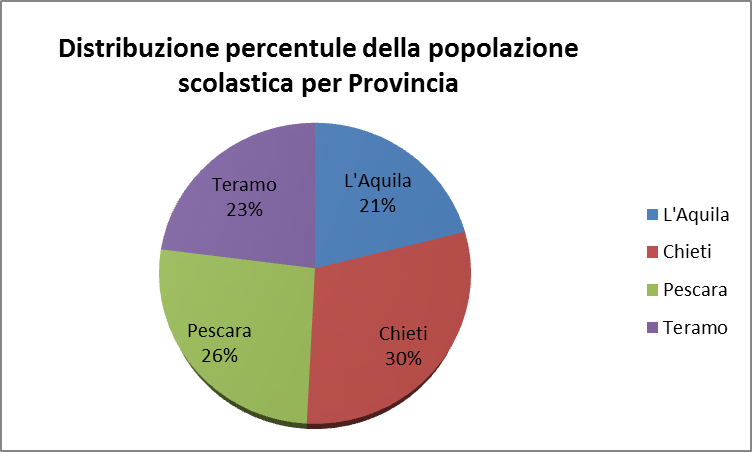 Distribuzione percentule della popolazione
scolastica per Provincia
Teramo
23%
L'Aquila
21%
Pescara
26%
Chieti
30%
L'Aquila
Chieti
Pescara
Teramo